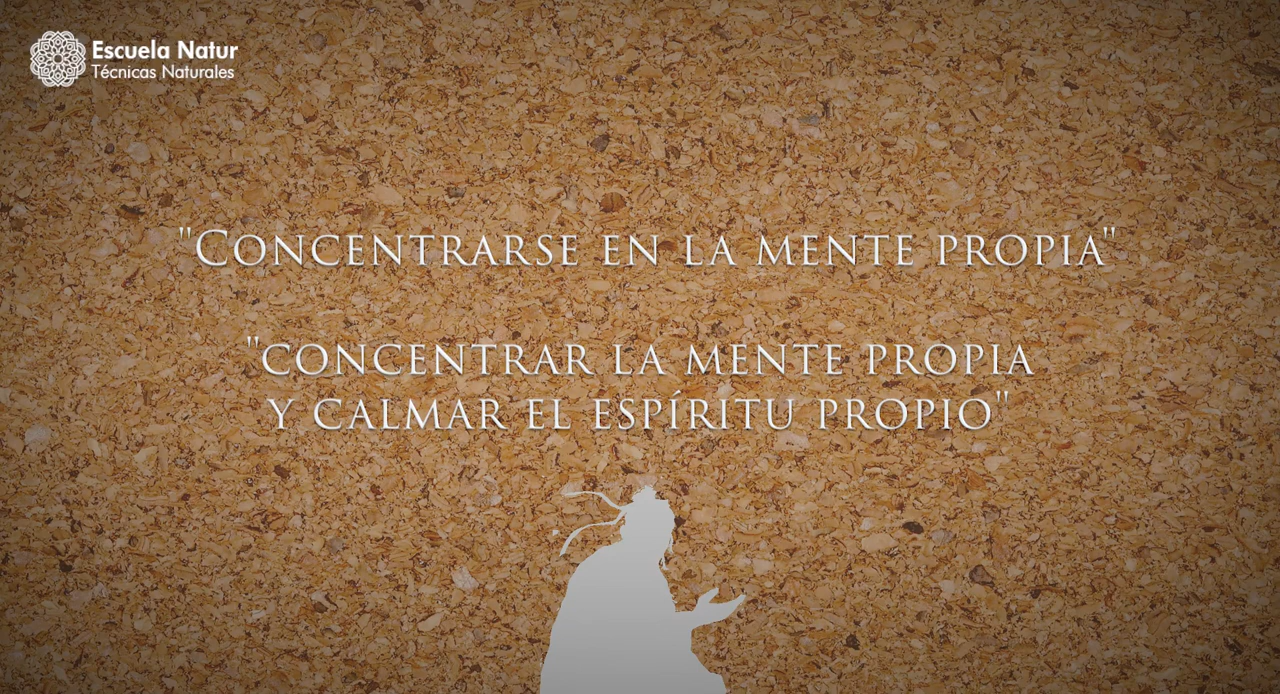 Escuela Natur
Técnicas Naturales
"Concentrarse en la mente propia"
"concentrar la mente propia
y calmar el espíritu propio"